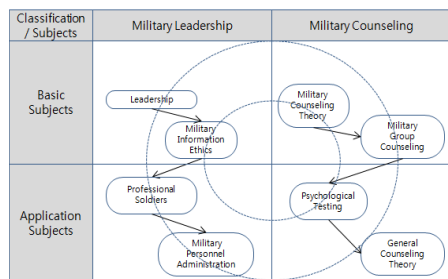 Classification
/ Subjects
Military Leadership
Military Counseling
Basic
Subjects
Leadership
Military
Information
Ethics
Military
Counseling
Theory
Military
Group
Counseling
Application
Subjects
Professional
Soldiers
Military
Personnel
Administration
Psychological
Testing
General
Counseling
Theory